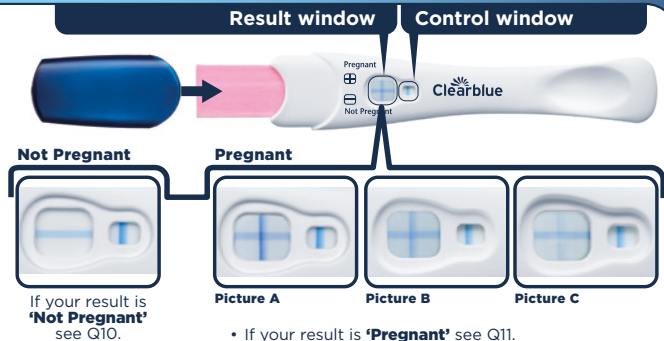 Result window Control window
Pregnant
Not Pregnant
Clearblue
Not Pregnant Pregnant
If your result is
‘Not Pregnant’
see Q10.
Picture A Picture B Picture C
• If your result is ‘Pregnant’ see Q11.